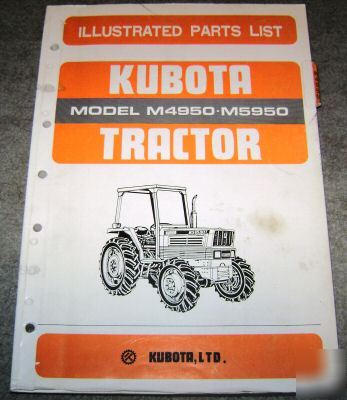 ILLUSTRATED PARTS LIST
KUBOTA
MODEL M4950·M5950
TRACTOR
KUBOTA, LTD.